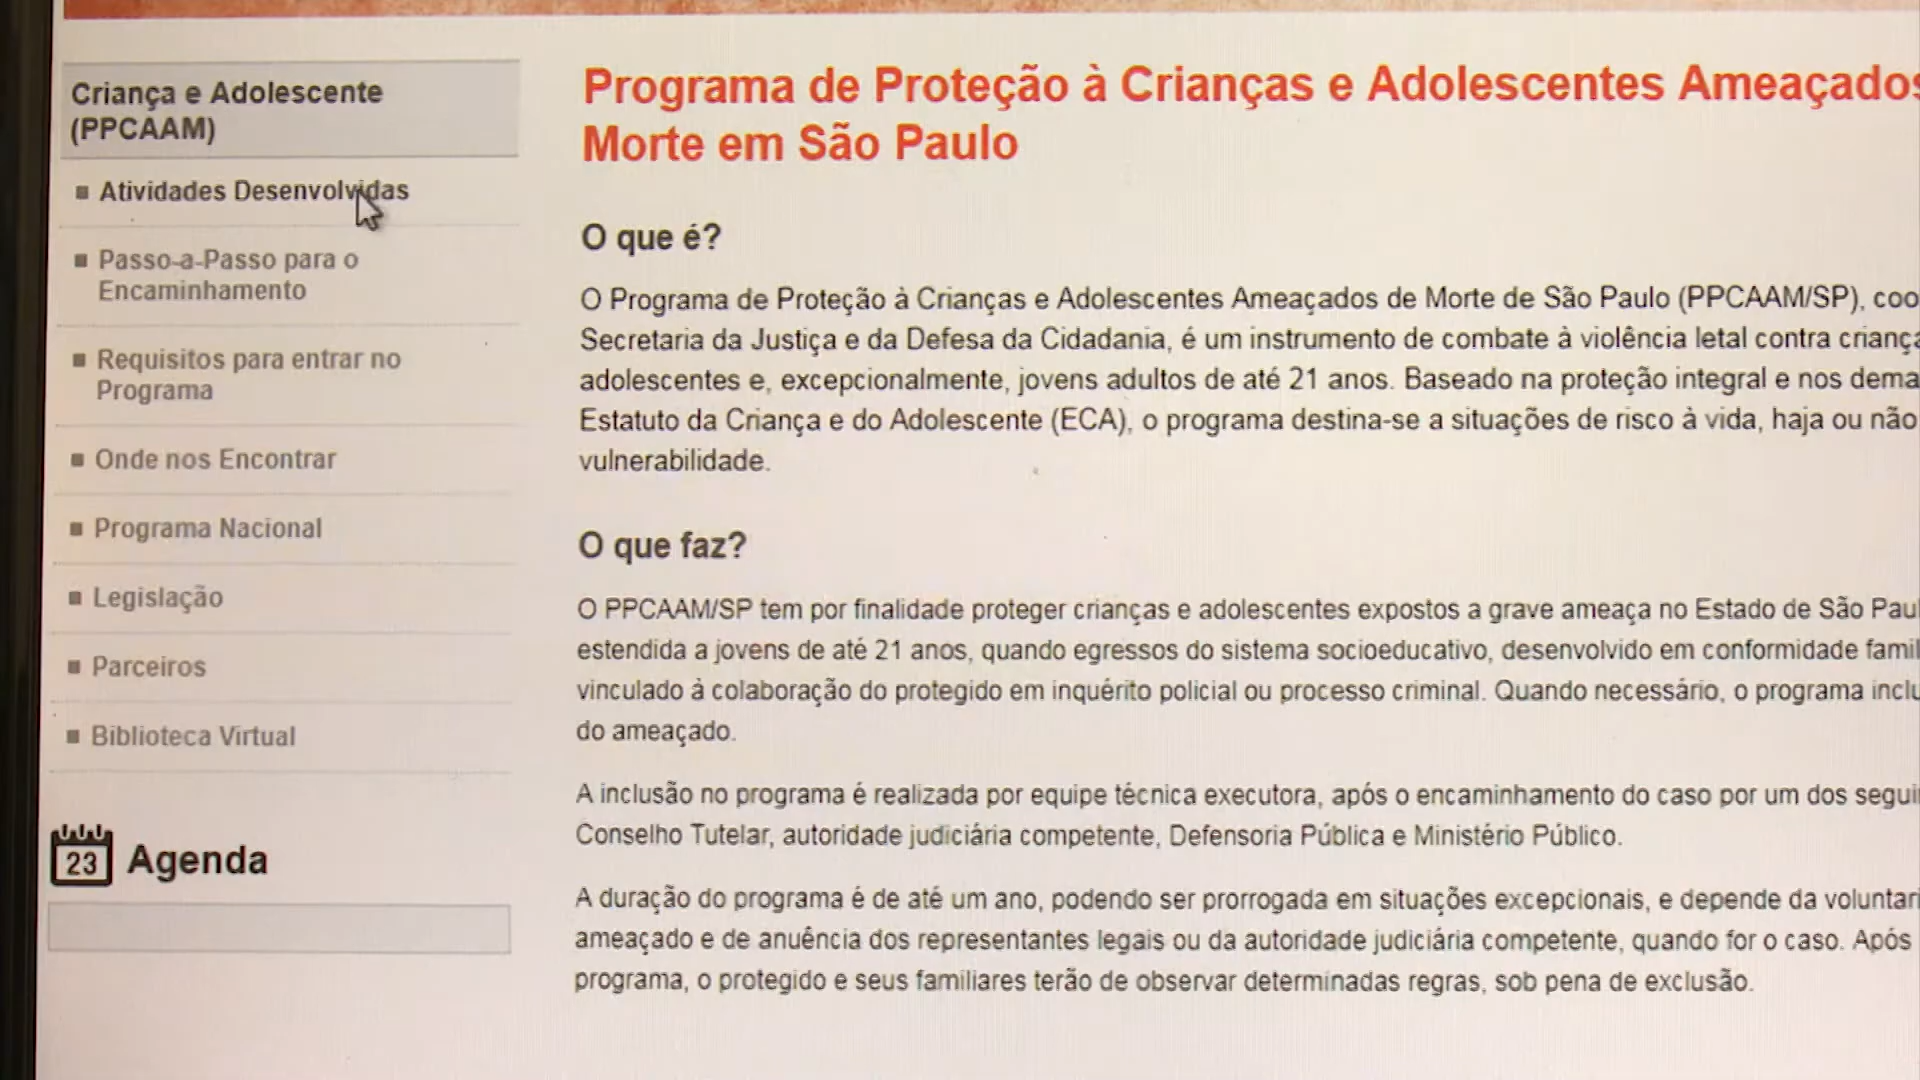 Criança e Adolescente
(PPCAAM)
Atividades Desenvolvidas
Passo-a-Passo para o
Encaminhamento
Requisitos para entrar no
Programa
Onde nos Encontrar
Programa Nacional
Legislação
Parceiros
Biblioteca Virtual
23 Agenda
Programa de Proteção à Crianças e Adolescentes Ameaçados
Morte em São Paulo
O que é?
O Programa de Proteção à Crianças e Adolescentes Ameaçados de Morte de São Paulo (PPCAAM/SP), coo
Secretaria da Justiça e da Defesa da Cidadania, é um instrumento de combate à violência letal contra criança
adolescentes e, excepcionalmente, jovens adultos de até 21 anos. Baseado na proteção integral e nos dema
Estatuto da Criança e do Adolescente (ECA), o programa destina-se a situações de risco à vida, haja ou não
vulnerabilidade.
O que faz?
O PPCAAM/SP tem por finalidade proteger crianças e adolescentes expostos a grave ameaça no Estado de São Paul
estendida a jovens de até 21 anos, quando egressos do sistema socioeducativo, desenvolvido em conformidade famil
vinculado à colaboração do protegido em inquérito policial ou processo criminal. Quando necessário, o programa inclu
do ameaçado.
A inclusão no programa é realizada por equipe técnica executora, após o encaminhamento do caso por um dos segui
Conselho Tutelar, autoridade judiciária competente, Defensoria Pública e Ministério Público.
A duração do programa é de até um ano, podendo ser prorrogada em situações excepcionais, e depende da voluntari
ameaçado e de anuência dos representantes legais ou da autoridade judiciária competente, quando for o caso. Após
programa, o protegido e seus familiares terão de observar determinadas regras, sob pena de exclusão.